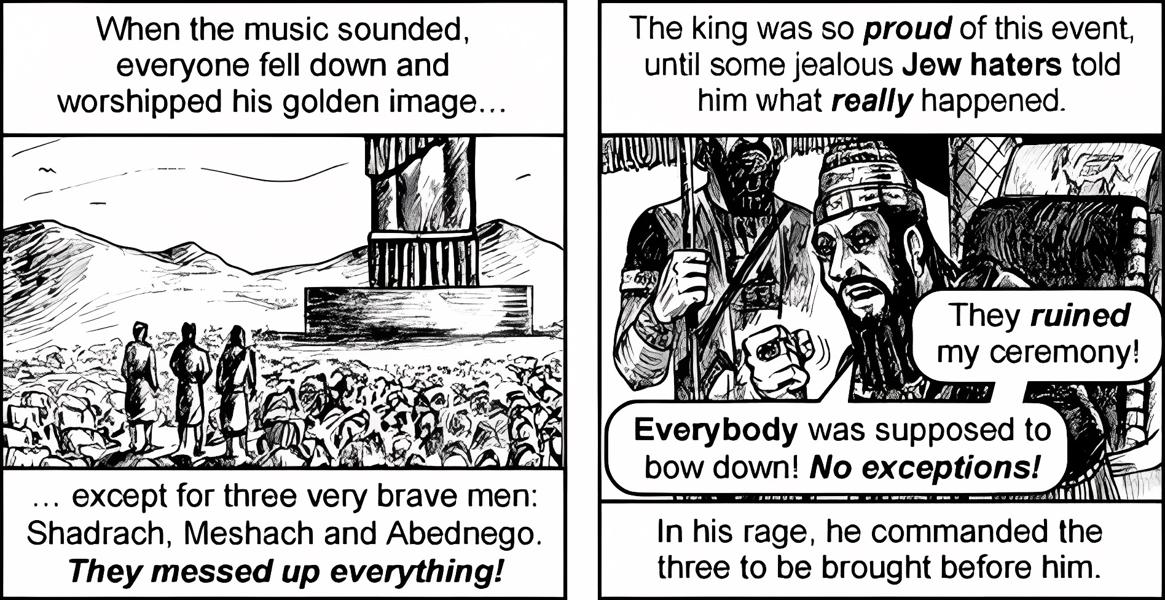 When the music sounded,
everyone fell down and
worshipped his golden image...
... except for three very brave men:
Shadrach, Meshach and Abednego.
They messed up everything!
The king was so proud of this event,
until some jealous Jew haters told
him what really happened.
They ruined
my ceremony!
Everybody was supposed to
bow down! No exceptions!
In his rage, he commanded the
three to be brought before him.